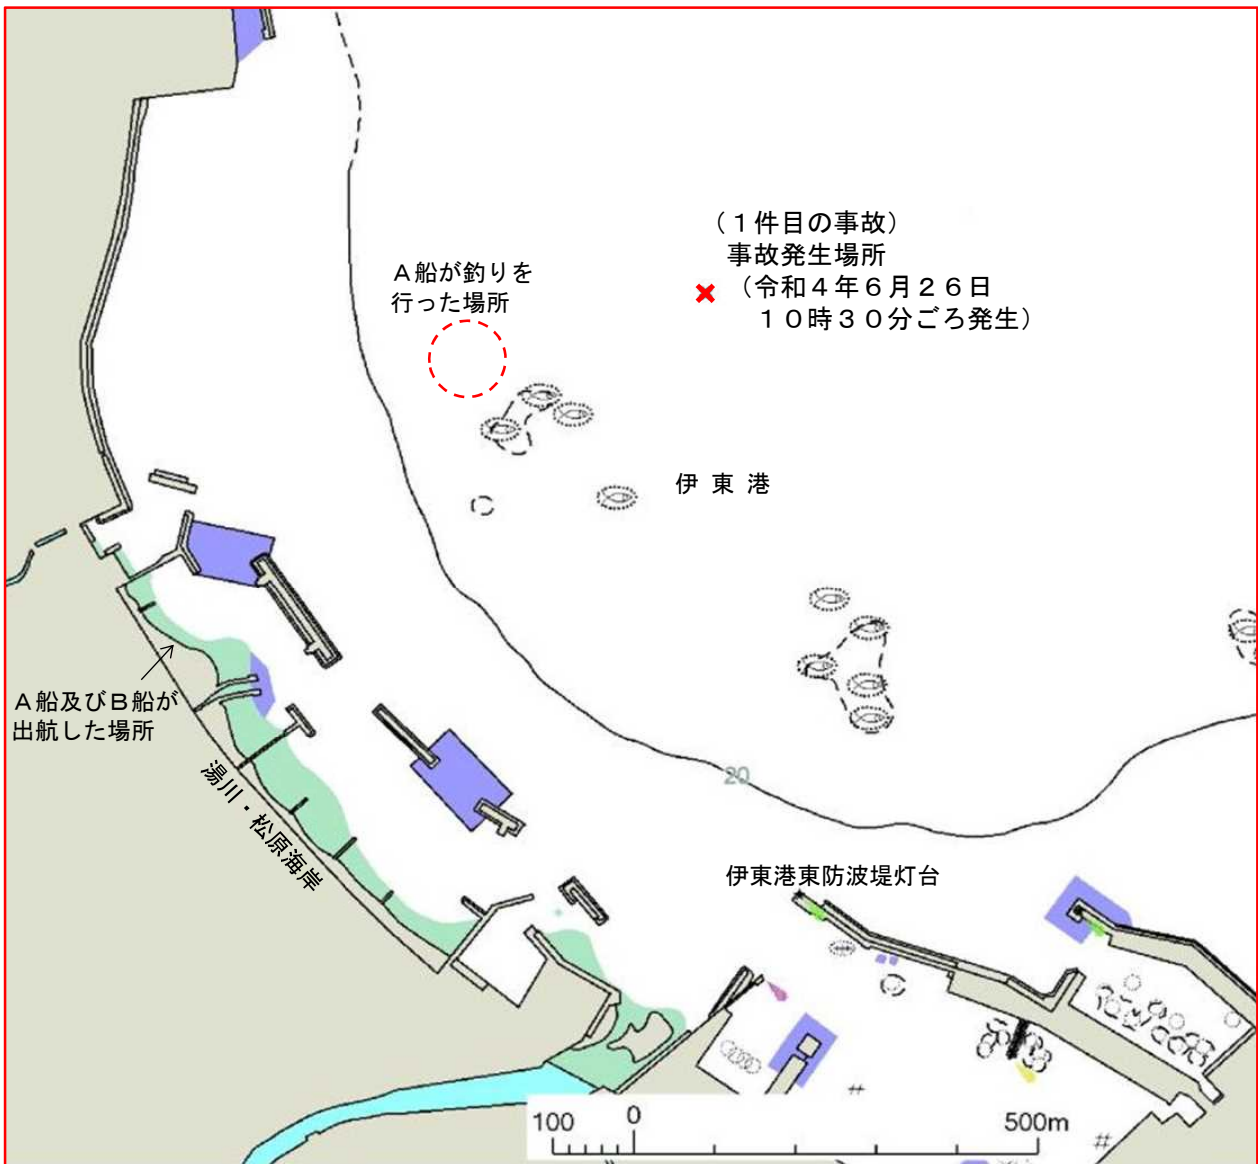 （１件目の事故）
事故発生場所
（令和４年６月２６日
１０時３０分ごろ発生）
Ａ船が釣りを
行った場所
伊東港
Ａ船及びＢ船が
出航した場所
湯川・松原海岸
20
伊東港東防波堤灯台
100 0 500m